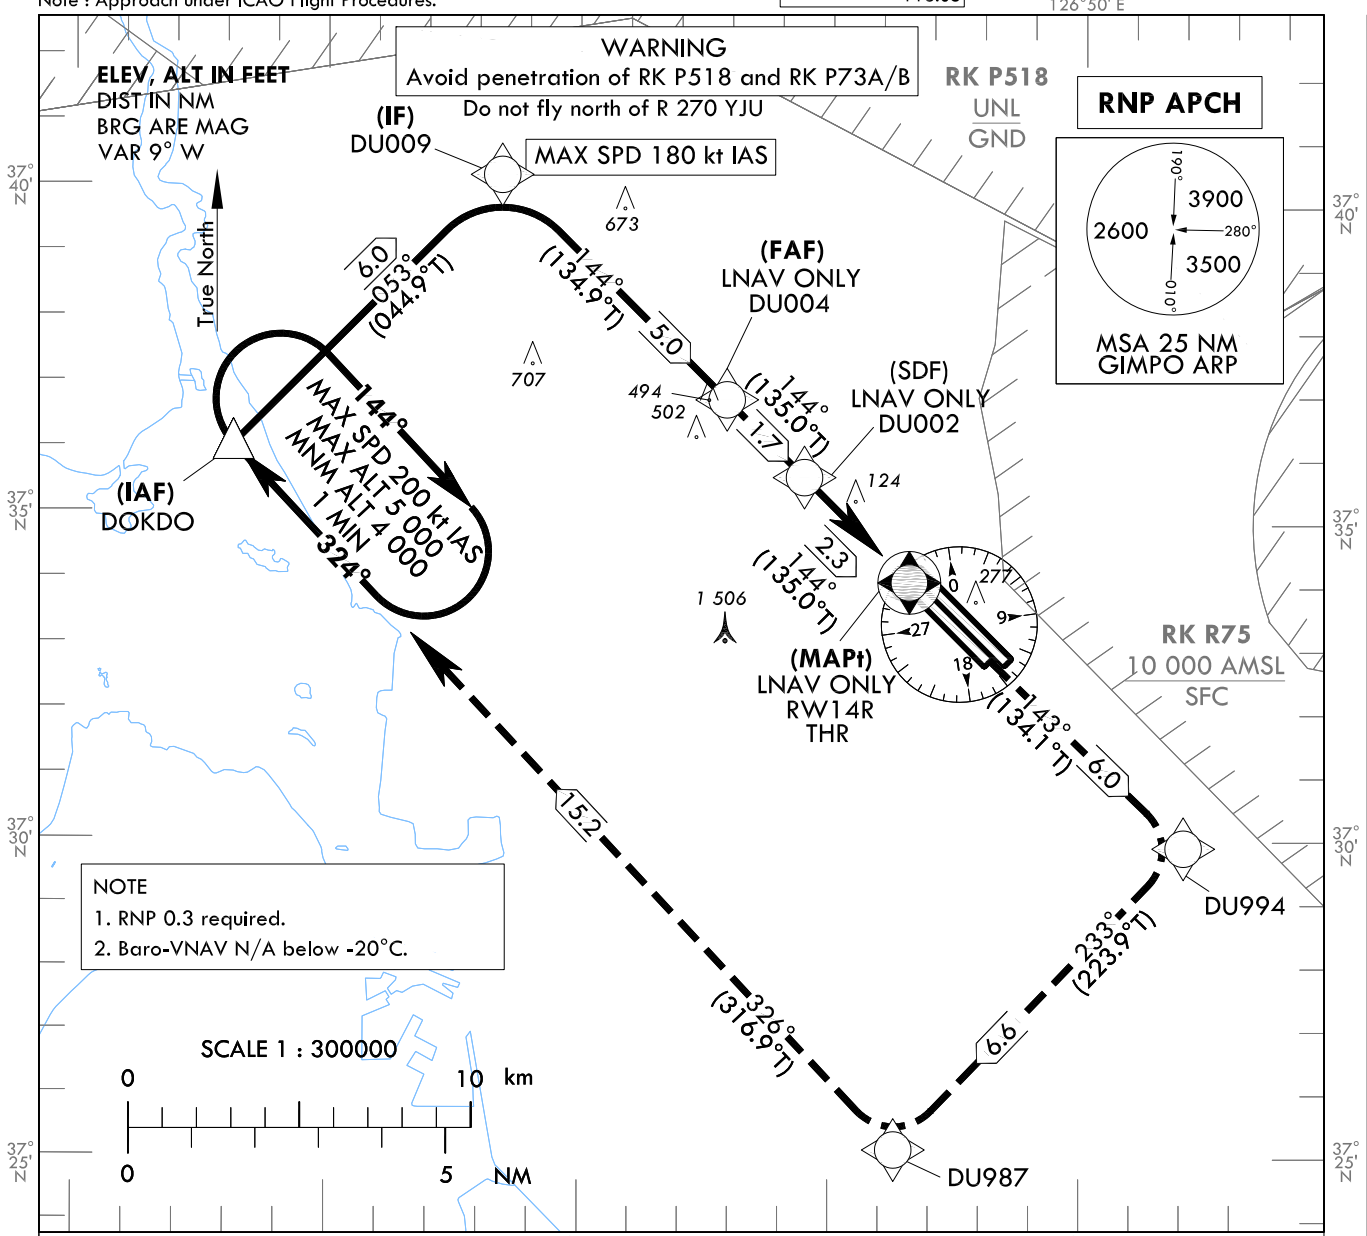 Note : Approach under ICAO Flight Procedures.
126°50' E
WARNING
Avoid penetration of RK P518 and RK P73A/B
Do not fly north of R 270 YJU
ELEV, ALT IN FEET
DIST IN NM
BRG ARE MAG
VAR 9° W
True North
(IF)
DU009
MAX SPD 180 kt IAS
RK P518
UNL
GND
RNP APCH
190°
3900
2600
280°
3500
010°
MSA 25 NM
GIMPO ARP
37°
40'
N
37°
40'
N
673
6.0
053°
(044.9°T)
144°
(134.9°T)
5.0
(FAF)
LNAV ONLY
DU004
707
494
502
144°
(135.0°T)
1.7
(SDF)
LNAV ONLY
DU002
124
144°
MAX SPD 200 kt IAS
MAX ALT 5 000
MNM ALT 4 000
1 MIN
324°
(IAF)
DOKDO
37°
35'
N
37°
35'
N
2.3
144°
(135.0°T)
1 506
0
277
9
27
18
(MAPt)
LNAV ONLY
RW14R
THR
RK R75
10 000 AMSL
SFC
143°
(134.1°T)
6.0
15.2
37°
30'
N
37°
30'
N
DU994
NOTE
1. RNP 0.3 required.
2. Baro-VNAV N/A below -20°C.
233°
(223.9°T)
326°
(316.9°T)
6.6
SCALE 1 : 300000
0
10
km
0
5
NM
37°
25'
N
37°
25'
N
DU987